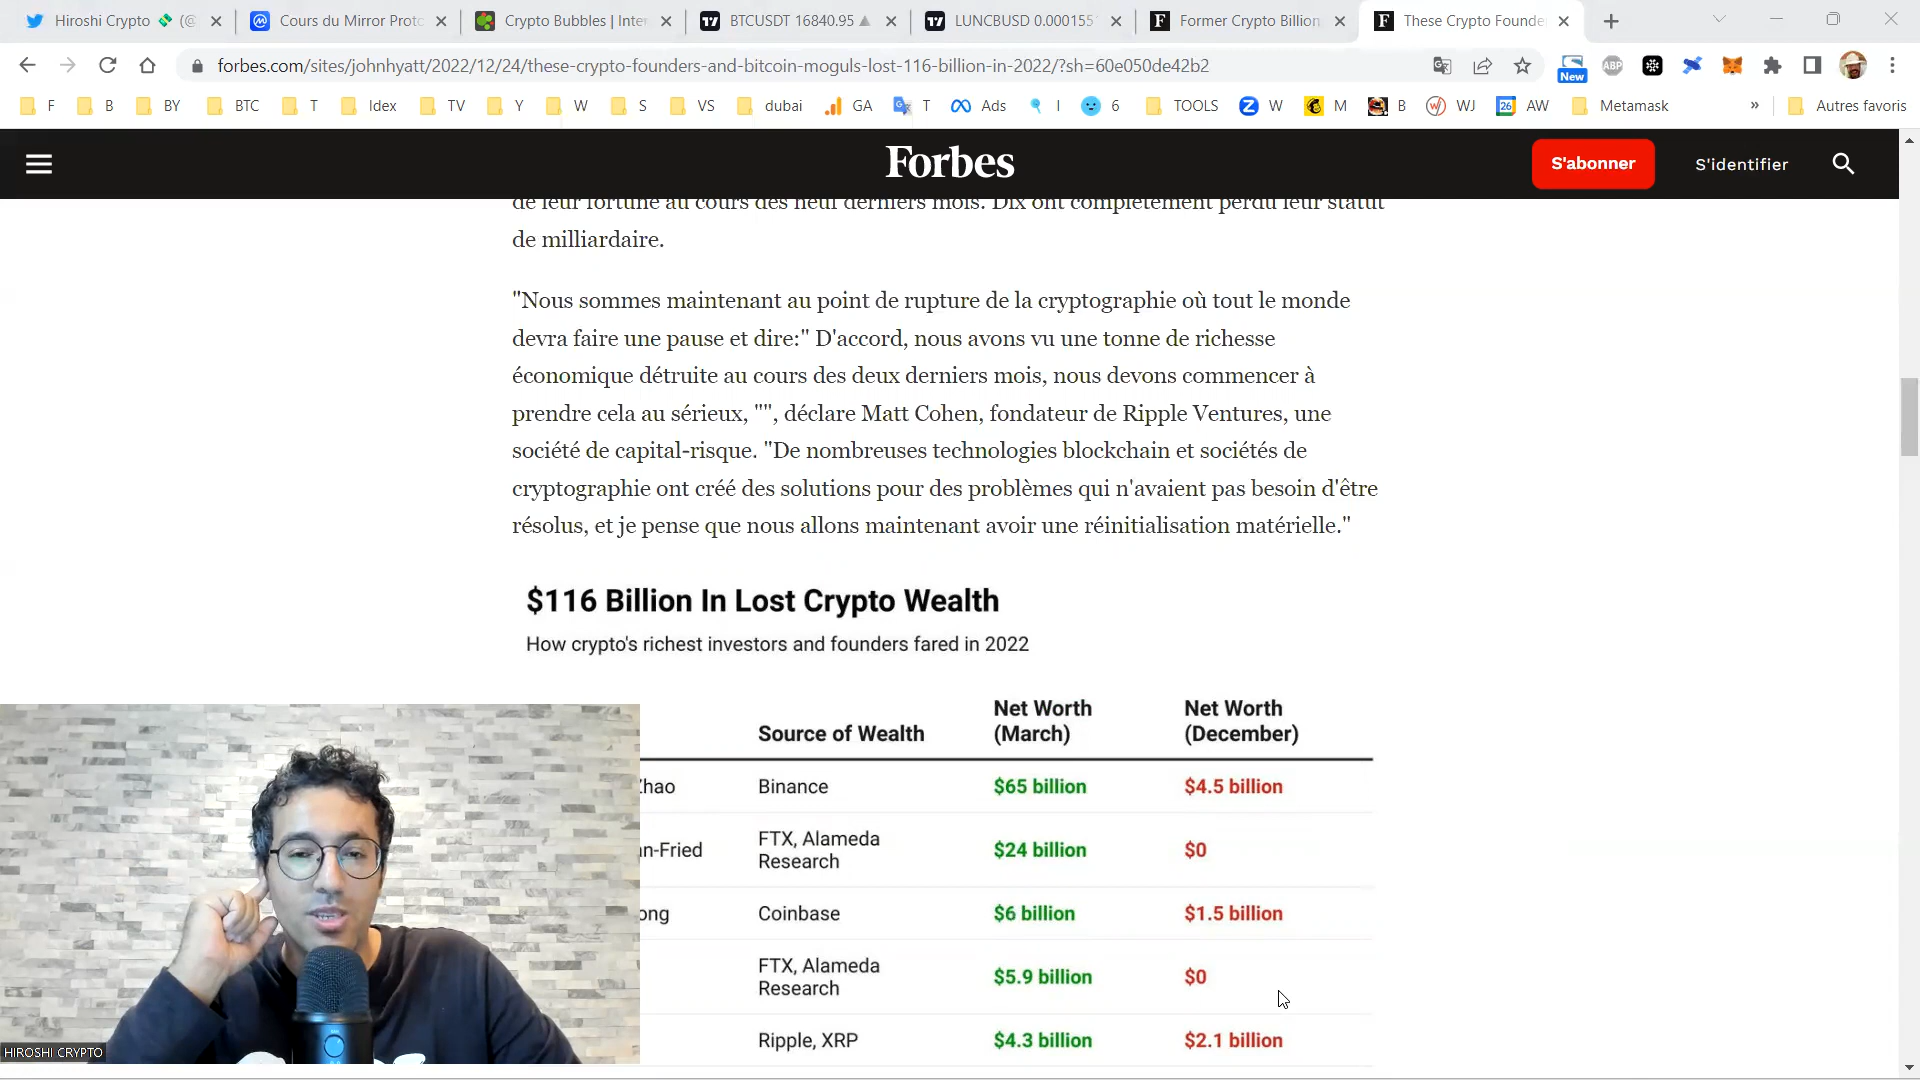 Hiroshi Crypto 💸 (@
Cours du Mirror Proto
Crypto Bubbles | Inte
BTCUSDT 16840.95 ▲
LUNCBUSD 0.000155
Former Crypto Billion
These Crypto Founde
forbes.com/sites/johnhyatt/2022/12/24/these-crypto-founders-and-bitcoin-moguls-lost-116-billion-in-2022/?sh=60e050de42b2
New
ABP
F B BY BTC T Idex TV Y W S VS dubai GA T Ads I 6 TOOLS W M B WJ 26 AW Metamask » Autres favoris
Forbes
S'abonner
S'identifier
de leur fortune au cours des neuf derniers mois. Dix ont complètement perdu leur statut
de milliardaire.
"Nous sommes maintenant au point de rupture de la cryptographie où tout le monde
devra faire une pause et dire:" D'accord, nous avons vu une tonne de richesse
économique détruite au cours des deux derniers mois, nous devons commencer à
prendre cela au sérieux, "", déclare Matt Cohen, fondateur de Ripple Ventures, une
société de capital-risque. "De nombreuses technologies blockchain et sociétés de
cryptographie ont créé des solutions pour des problèmes qui n'avaient pas besoin d'être
résolus, et je pense que nous allons maintenant avoir une réinitialisation matérielle."
$116 Billion In Lost Crypto Wealth
How crypto's richest investors and founders fared in 2022
Source of Wealth
Net Worth
(March)
Net Worth
(December)
Zhao Binance $65 billion $4.5 billion
n-Fried FTX, Alameda
Research $24 billion $0
ong Coinbase $6 billion $1.5 billion
FTX, Alameda
Research $5.9 billion $0
Ripple, XRP $4.3 billion $2.1 billion
HIROSHI CRYPTO